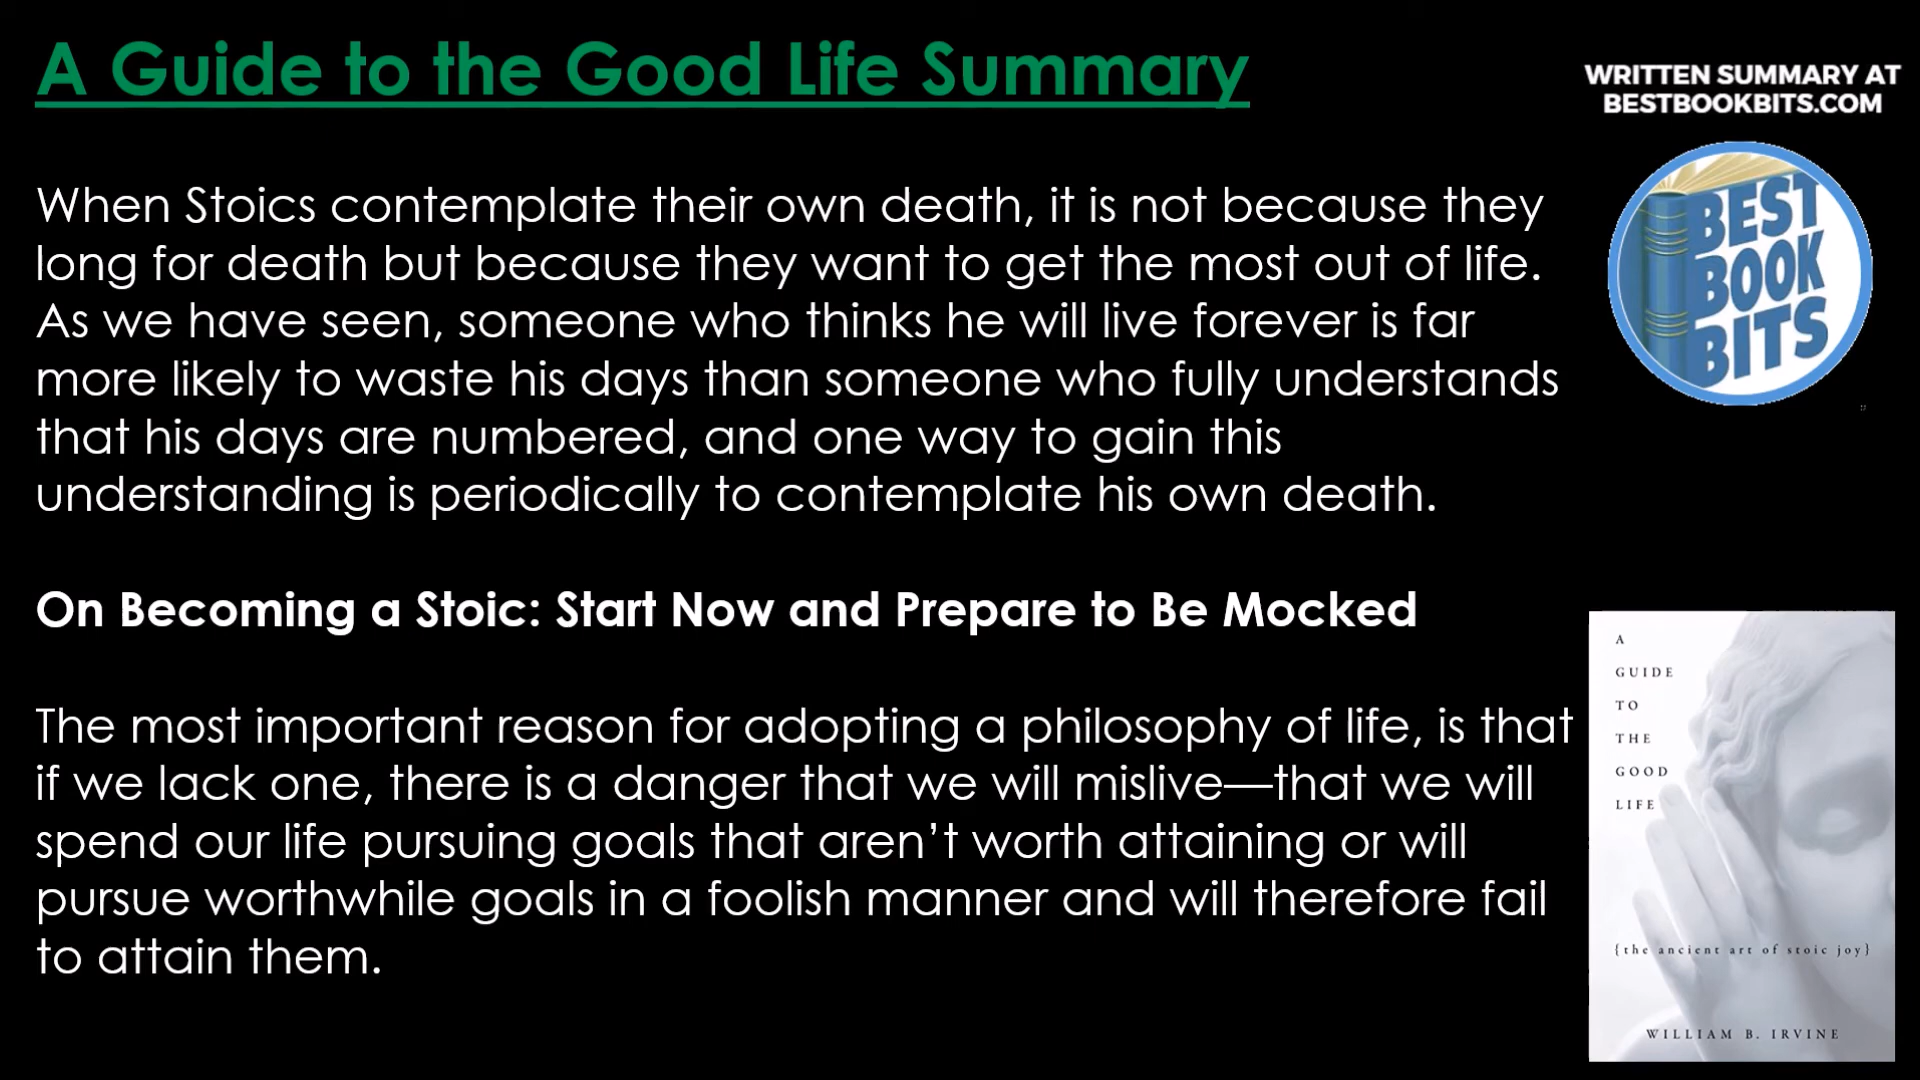 A Guide to the Good Life Summary
WRITTEN SUMMARY AT
BESTBOOKBITS.COM
BEST
BOOK
BITS
When Stoics contemplate their own death, it is not because they
long for death but because they want to get the most out of life.
As we have seen, someone who thinks he will live forever is far
more likely to waste his days than someone who fully understands
that his days are numbered, and one way to gain this
understanding is periodically to contemplate his own death.
On Becoming a Stoic: Start Now and Prepare to Be Mocked
The most important reason for adopting a philosophy of life, is that
if we lack one, there is a danger that we will mislive—that we will
spend our life pursuing goals that aren’t worth attaining or will
pursue worthwhile goals in a foolish manner and will therefore fail
to attain them.
A
GUIDE
TO
THE
GOOD
LIFE
{the ancient art of stoic joy}
WILLIAM B. IRVINE